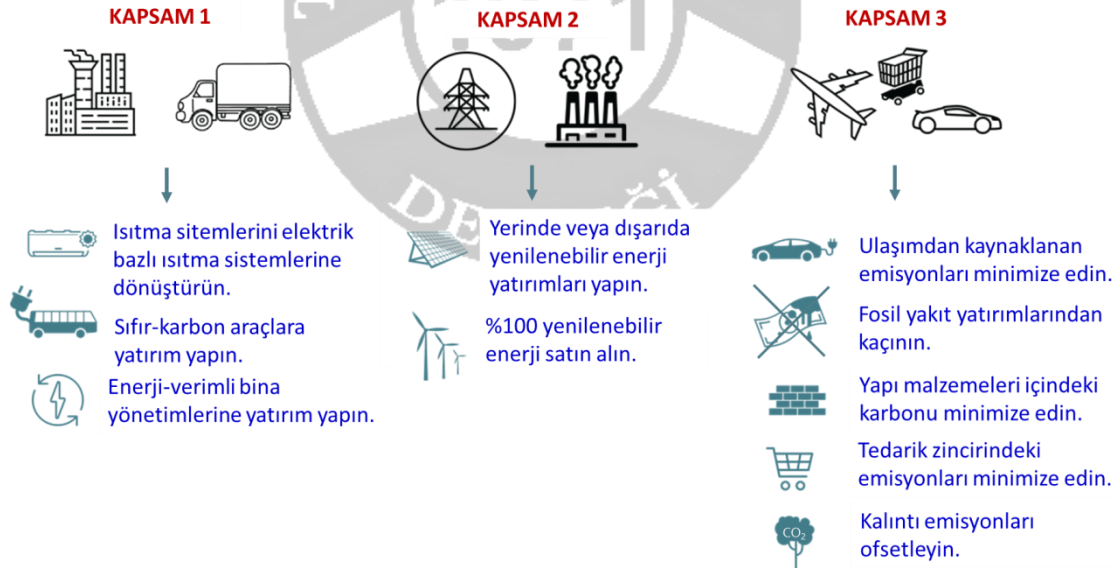 KAPSAM 1
Isıtma sitemlerini elektrik
bazlı ısıtma sistemlerine
dönüştürün.
Sıfır-karbon araçlara
yatırım yapın.
Enerji-verimli bina
yönetimlerine yatırım yapın.
KAPSAM 2
Yerinde veya dışarıda
yenilenebilir enerji
yatırımları yapın.
%100 yenilenebilir
enerji satın alın.
KAPSAM 3
Ulaşımdan kaynaklanan
emisyonları minimize edin.
Fosil yakıt yatırımlarından
kaçının.
Yapı malzemeleri içindeki
karbonu minimize edin.
Tedarik zincirindeki
emisyonları minimize edin.
CO₂
Kalıntı emisyonları
ofsetleyin.